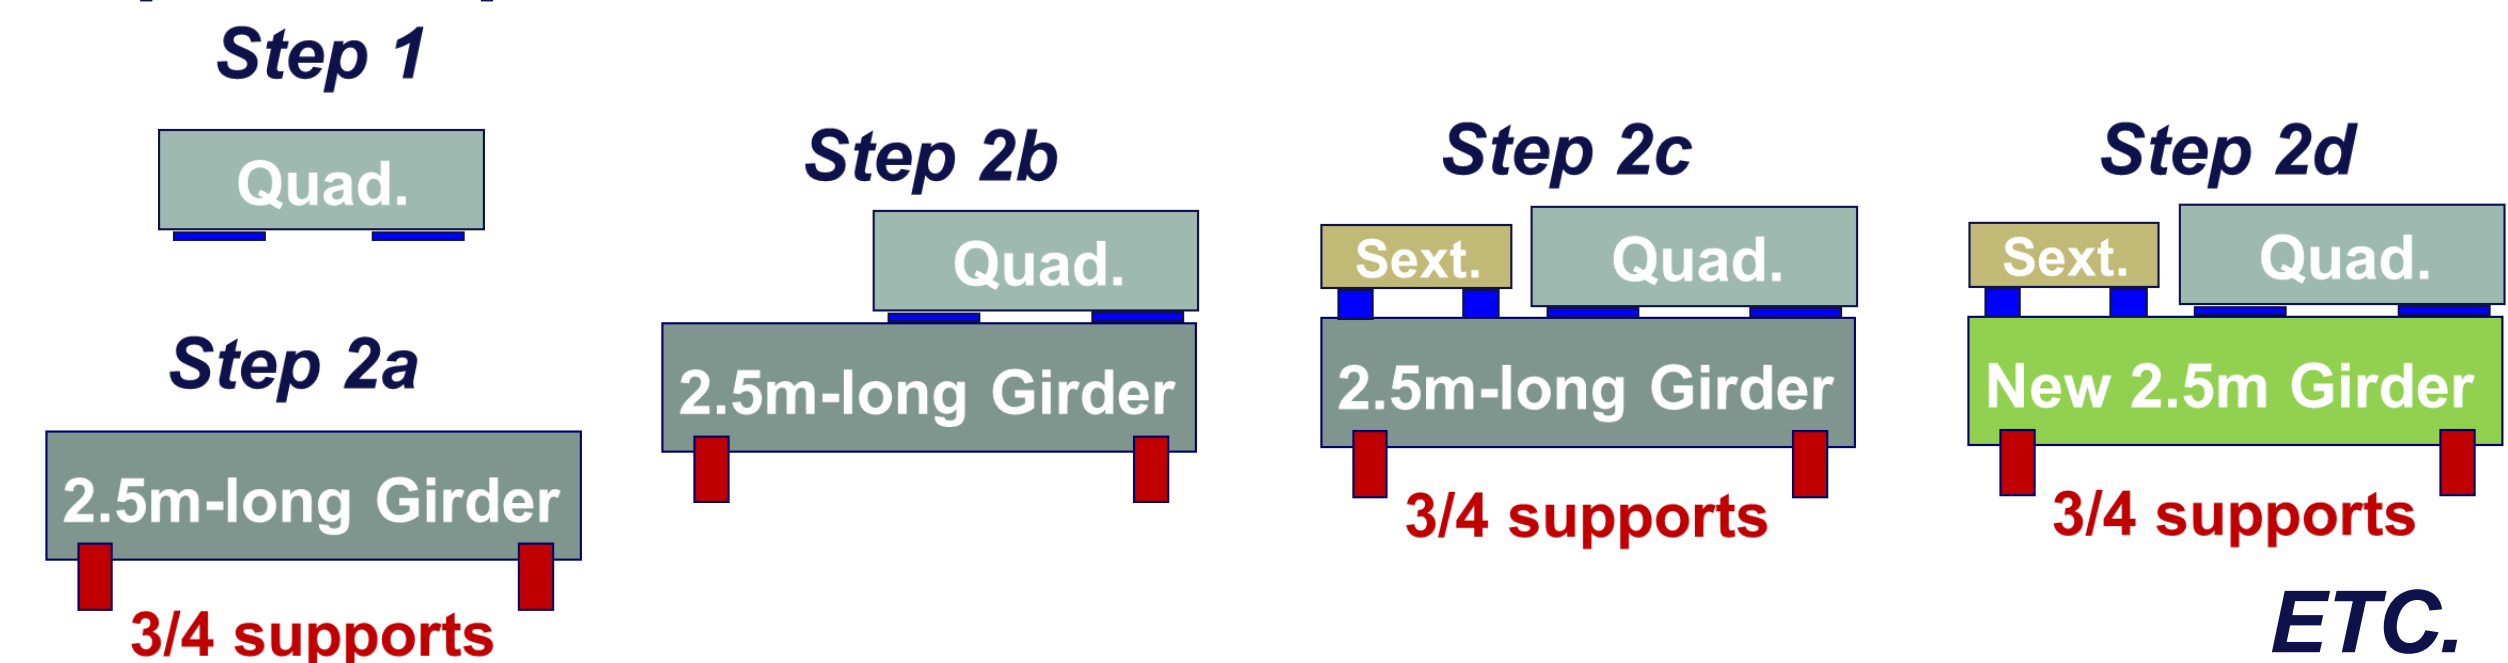 Step 1
Quad.
Step 2a
2.5m-long Girder
3/4 supports
Step 2b
Quad.
2.5m-long Girder
Step 2c
Sext.
Quad.
2.5m-long Girder
3/4 supports
Step 2d
Sext.
Quad.
New 2.5m Girder
3/4 supports
ETC.